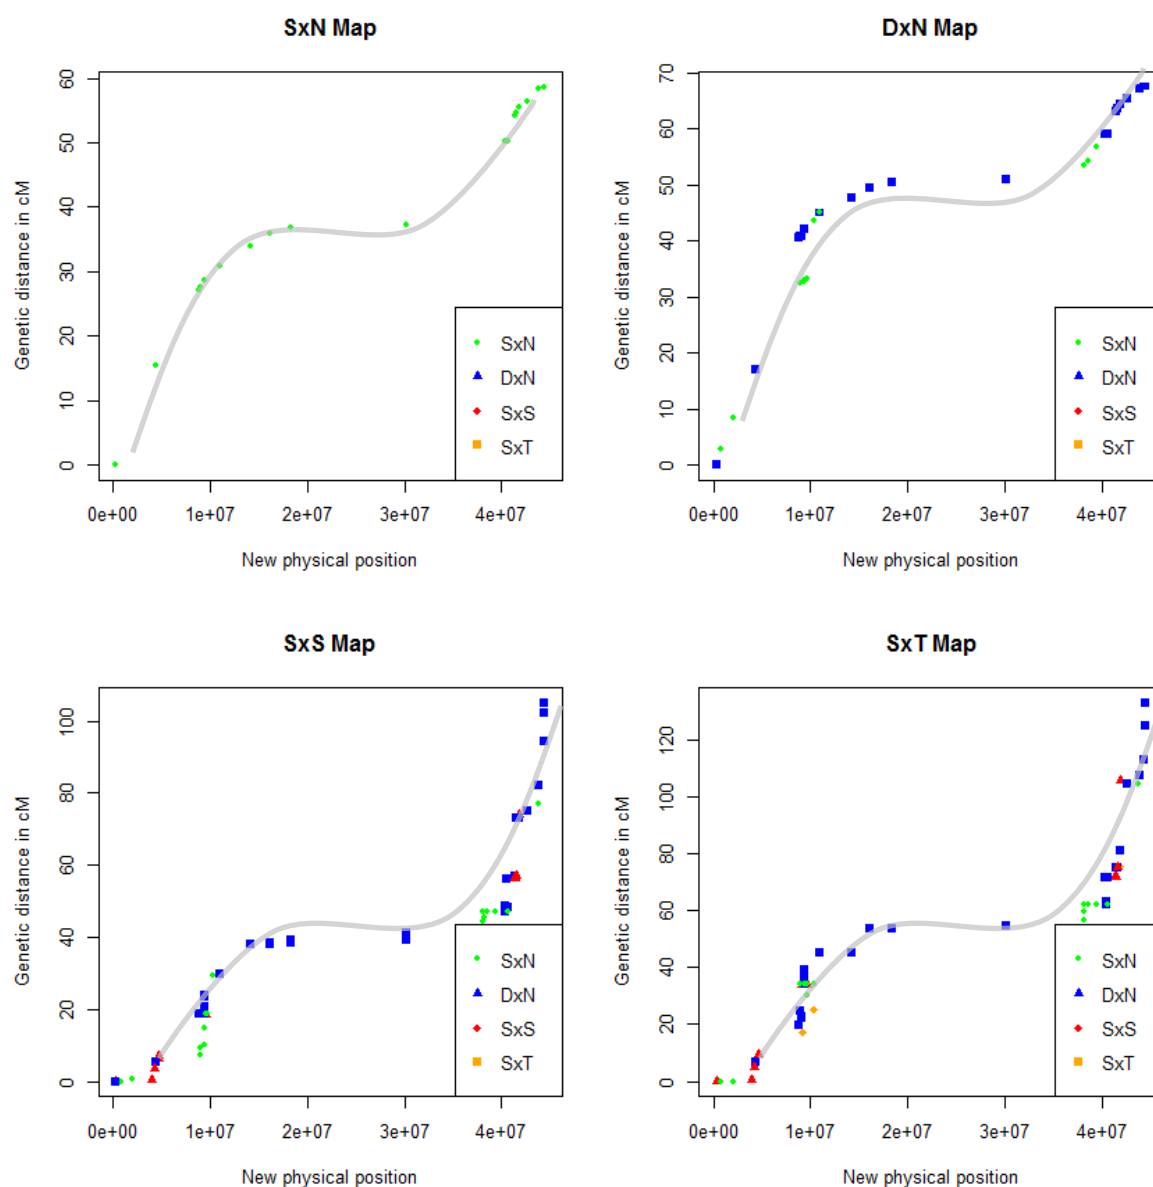 SxN Map
Genetic distance in cM
60
50
40
30
20
10
0
SxN
DxN
SxS
SxT
0e+00 1e+07 2e+07 3e+07 4e+07
New physical position
DxN Map
Genetic distance in cM
70
60
50
40
30
20
10
0
SxN
DxN
SxS
SxT
0e+00 1e+07 2e+07 3e+07 4e+07
New physical position
SxS Map
Genetic distance in cM
100
80
60
40
20
0
SxN
DxN
SxS
SxT
0e+00 1e+07 2e+07 3e+07 4e+07
New physical position
SxT Map
Genetic distance in cM
120
100
80
60
40
20
0
SxN
DxN
SxS
SxT
0e+00 1e+07 2e+07 3e+07 4e+07
New physical position